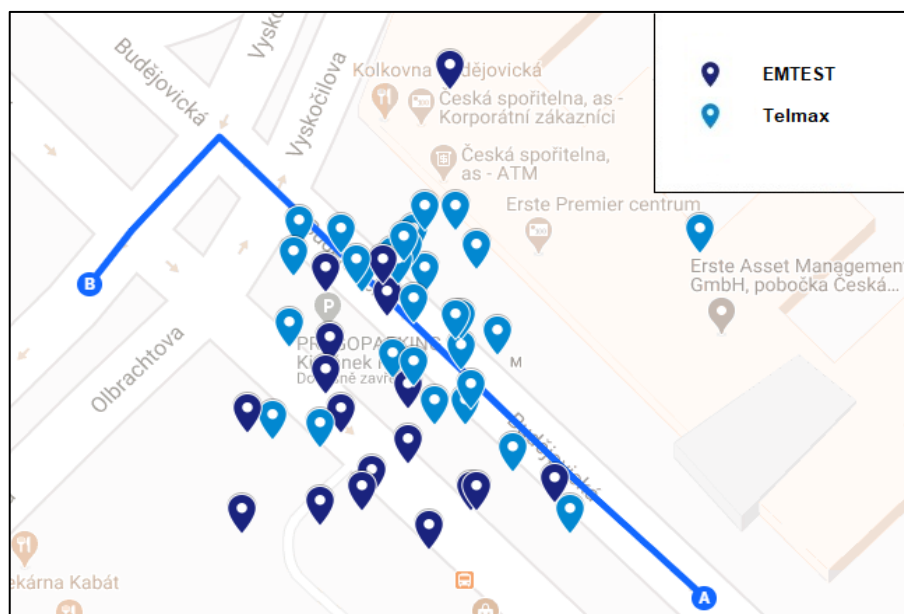 EMTEST
Telmax
Budějovická
Vyskočilova
Kolkovna
Česká spořitelna, as -
Korporátní zákazníci
Česká spořitelna,
as - ATM
Erste Premier centrum
Erste Asset Management
GmbH, pobočka Česká...
P
M
Olbrachtova
Budějovická
B
A
ekárna Kabát